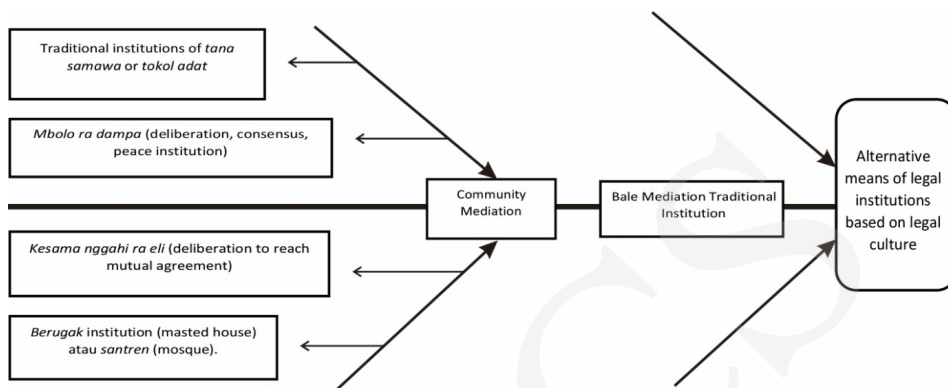 Traditional institutions of tana
samawa or tokol adat
Mbolo ra dampa (deliberation, consensus,
peace institution)
Community
Mediation
Bale Mediation Traditional
Institution
Alternative
means of legal
institutions
based on legal
culture
Kesama nggahi ra eli (deliberation to reach
mutual agreement)
Berugak institution (masted house)
atau santren (mosque).